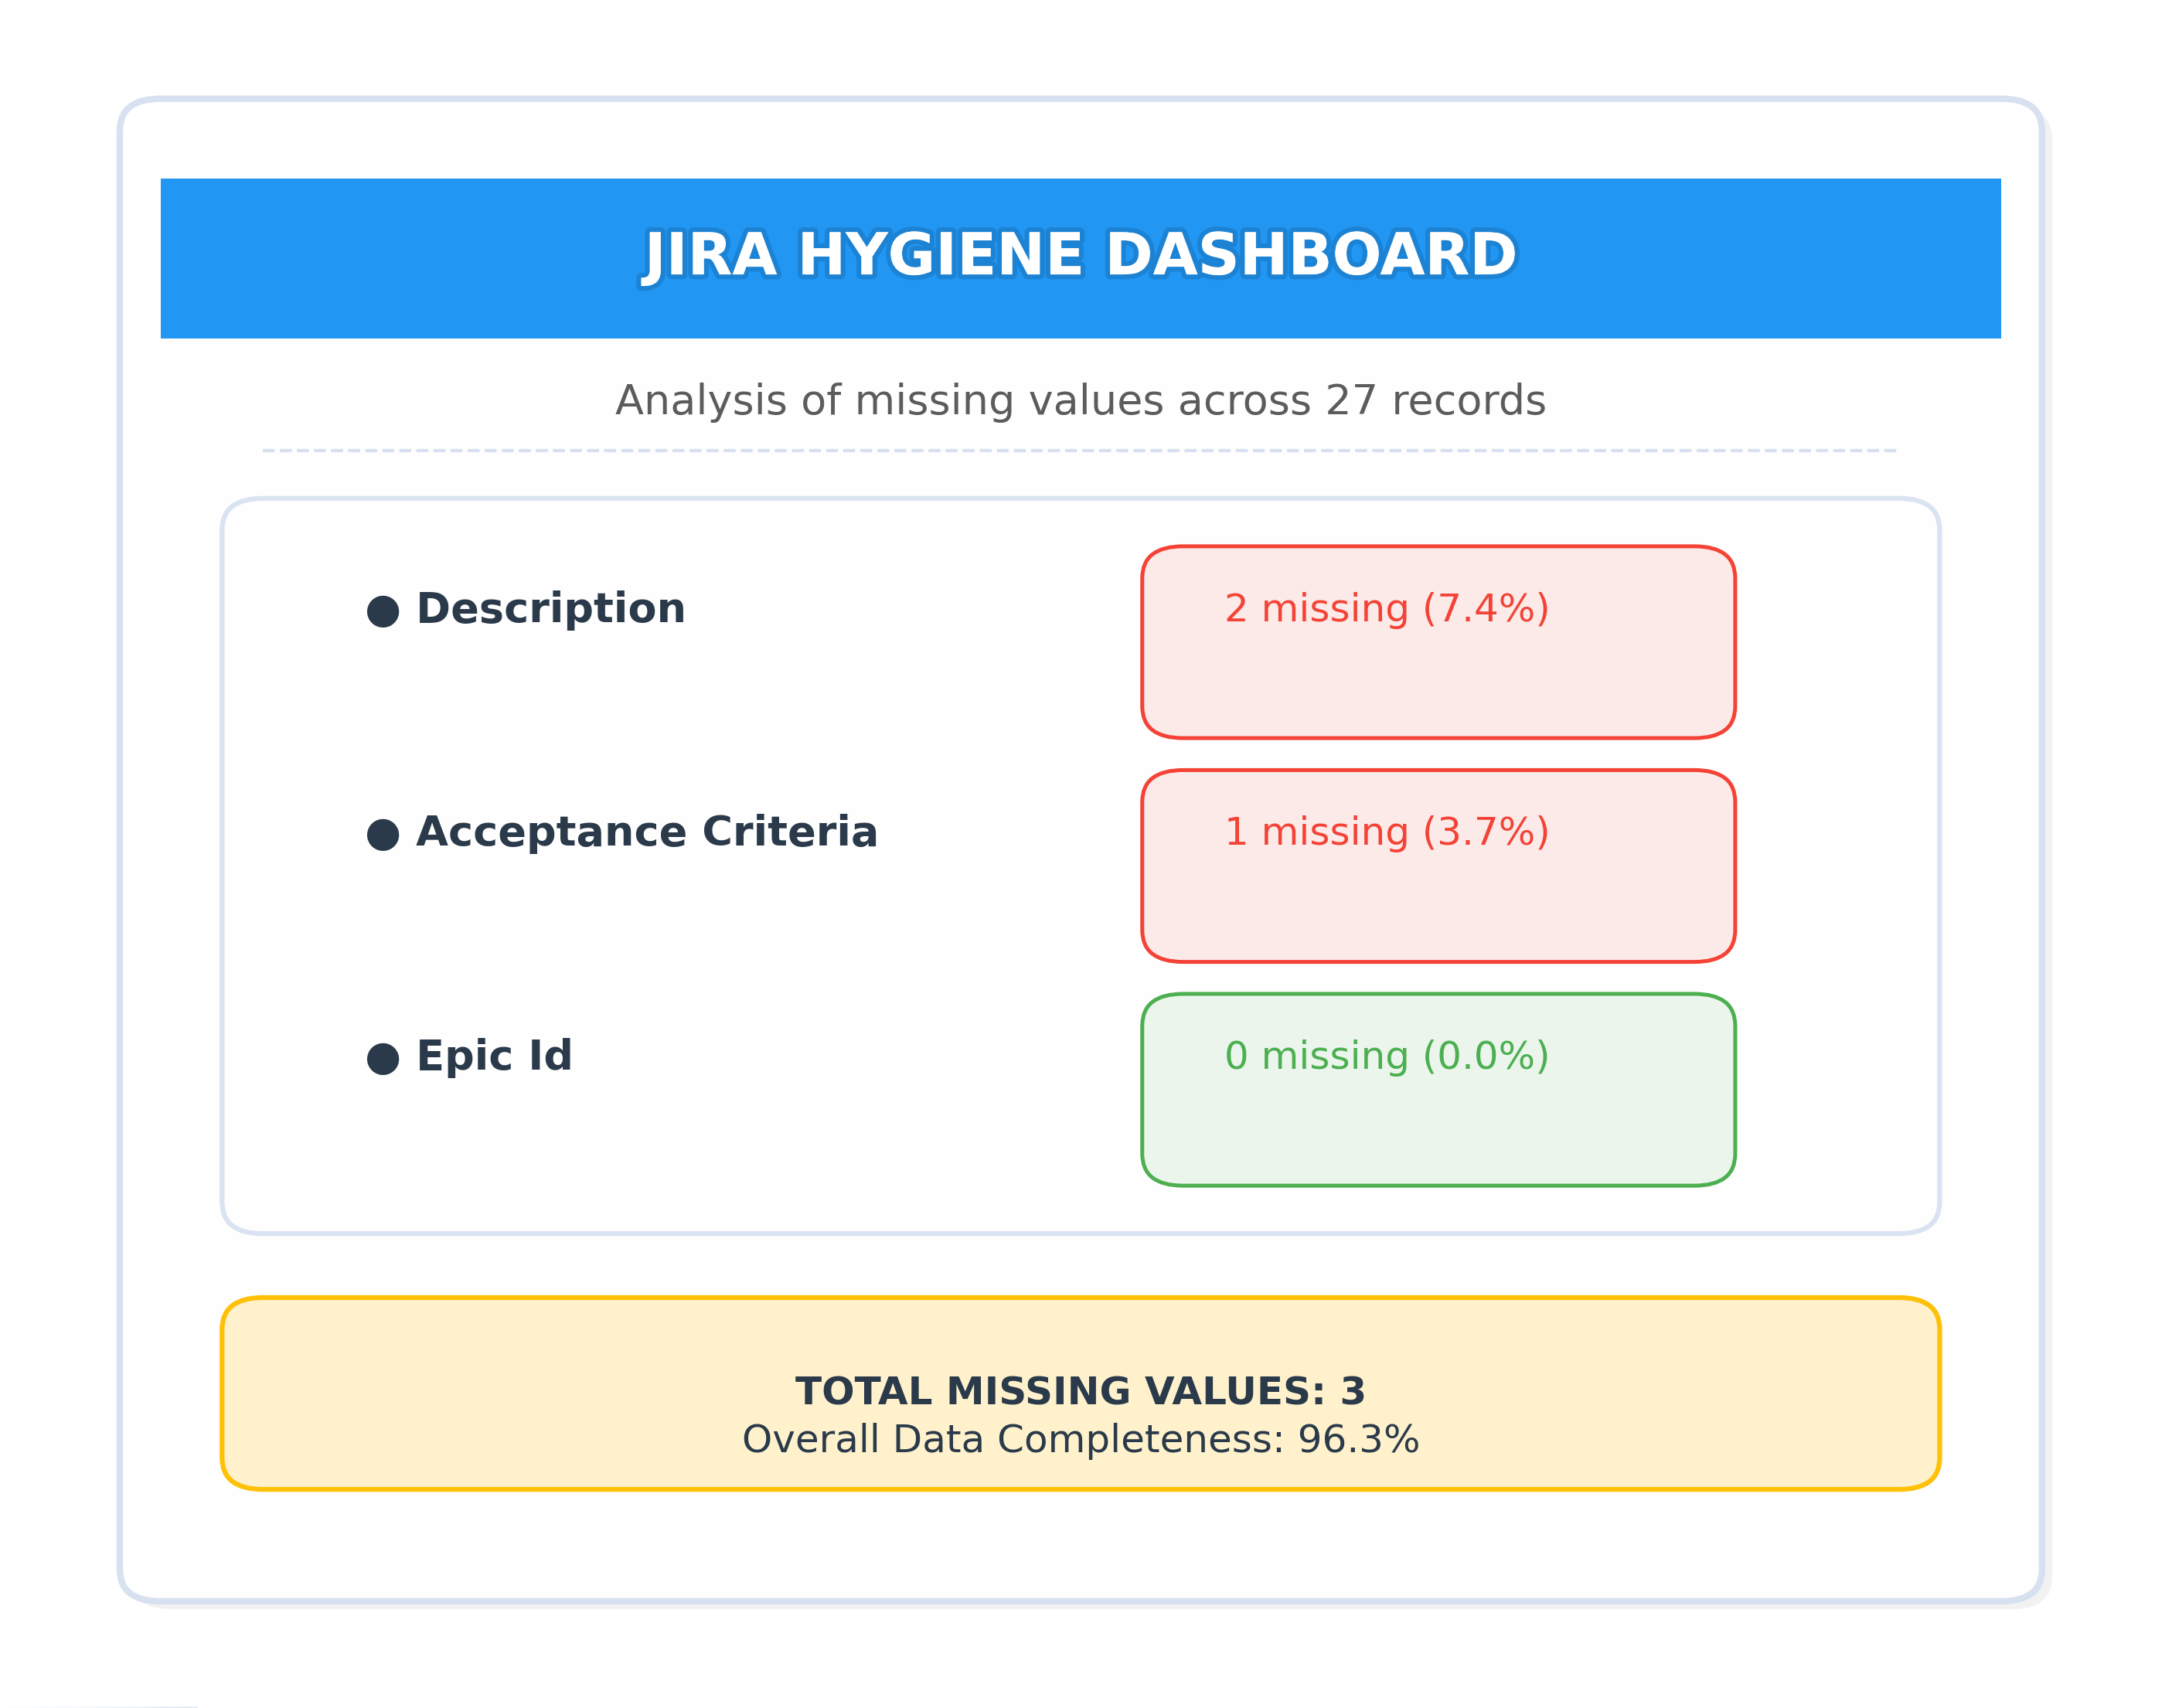 JIRA HYGIENE DASHBOARD
Analysis of missing values across 27 records
● Description
2 missing (7.4%)
● Acceptance Criteria
1 missing (3.7%)
● Epic Id
0 missing (0.0%)
TOTAL MISSING VALUES: 3
Overall Data Completeness: 96.3%